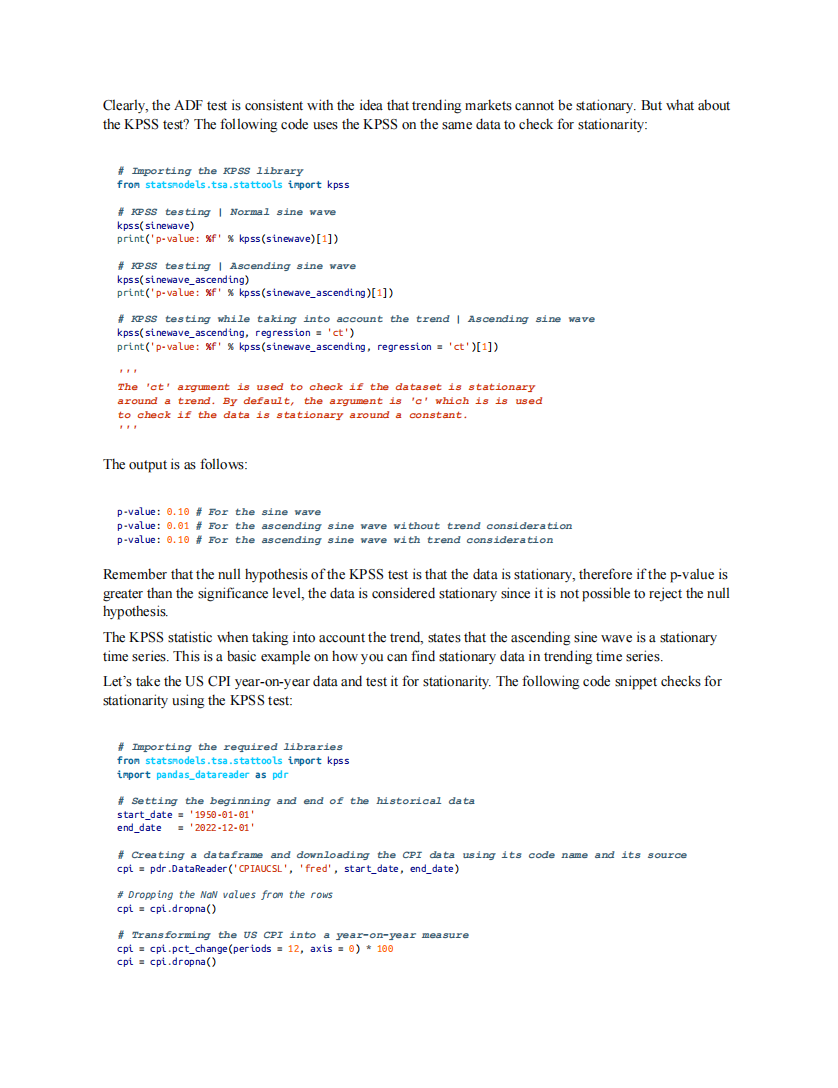 Clearly, the ADF test is consistent with the idea that trending markets cannot be stationary. But what about
the KPSS test? The following code uses the KPSS on the same data to check for stationarity:
# Importing the KPSS library
from statsmodels.tsa.stattools import kpss
# KPSS testing | Normal sine wave
kpss(sinewave)
print('p-value: %f' % kpss(sinewave)[1])
# KPSS testing | Ascending sine wave
kpss(sinewave_ascending)
print('p-value: %f' % kpss(sinewave_ascending)[1])
# KPSS testing while taking into account the trend | Ascending sine wave
kpss(sinewave_ascending, regression = 'ct')
print('p-value: %f' % kpss(sinewave_ascending, regression = 'ct')[1])
'''
The 'ct' argument is used to check if the dataset is stationary
around a trend. By default, the argument is 'c' which is is used
to check if the data is stationary around a constant.
'''
The output is as follows:
p-value: 0.10 # For the sine wave
p-value: 0.01 # For the ascending sine wave without trend consideration
p-value: 0.10 # For the ascending sine wave with trend consideration
Remember that the null hypothesis of the KPSS test is that the data is stationary, therefore if the p-value is
greater than the significance level, the data is considered stationary since it is not possible to reject the null
hypothesis.
The KPSS statistic when taking into account the trend, states that the ascending sine wave is a stationary
time series. This is a basic example on how you can find stationary data in trending time series.
Let’s take the US CPI year-on-year data and test it for stationarity. The following code snippet checks for
stationarity using the KPSS test:
# Importing the required libraries
from statsmodels.tsa.stattools import kpss
import pandas_datareader as pdr
# Setting the beginning and end of the historical data
start_date = '1950-01-01'
end_date   = '2022-12-01'
# Creating a dataframe and downloading the CPI data using its code name and its source
cpi = pdr.DataReader('CPIAUCSL', 'fred', start_date, end_date)
# Dropping the NaN values from the rows
cpi = cpi.dropna()
# Transforming the US CPI into a year-on-year measure
cpi = cpi.pct_change(periods = 12, axis = 0) * 100
cpi = cpi.dropna()